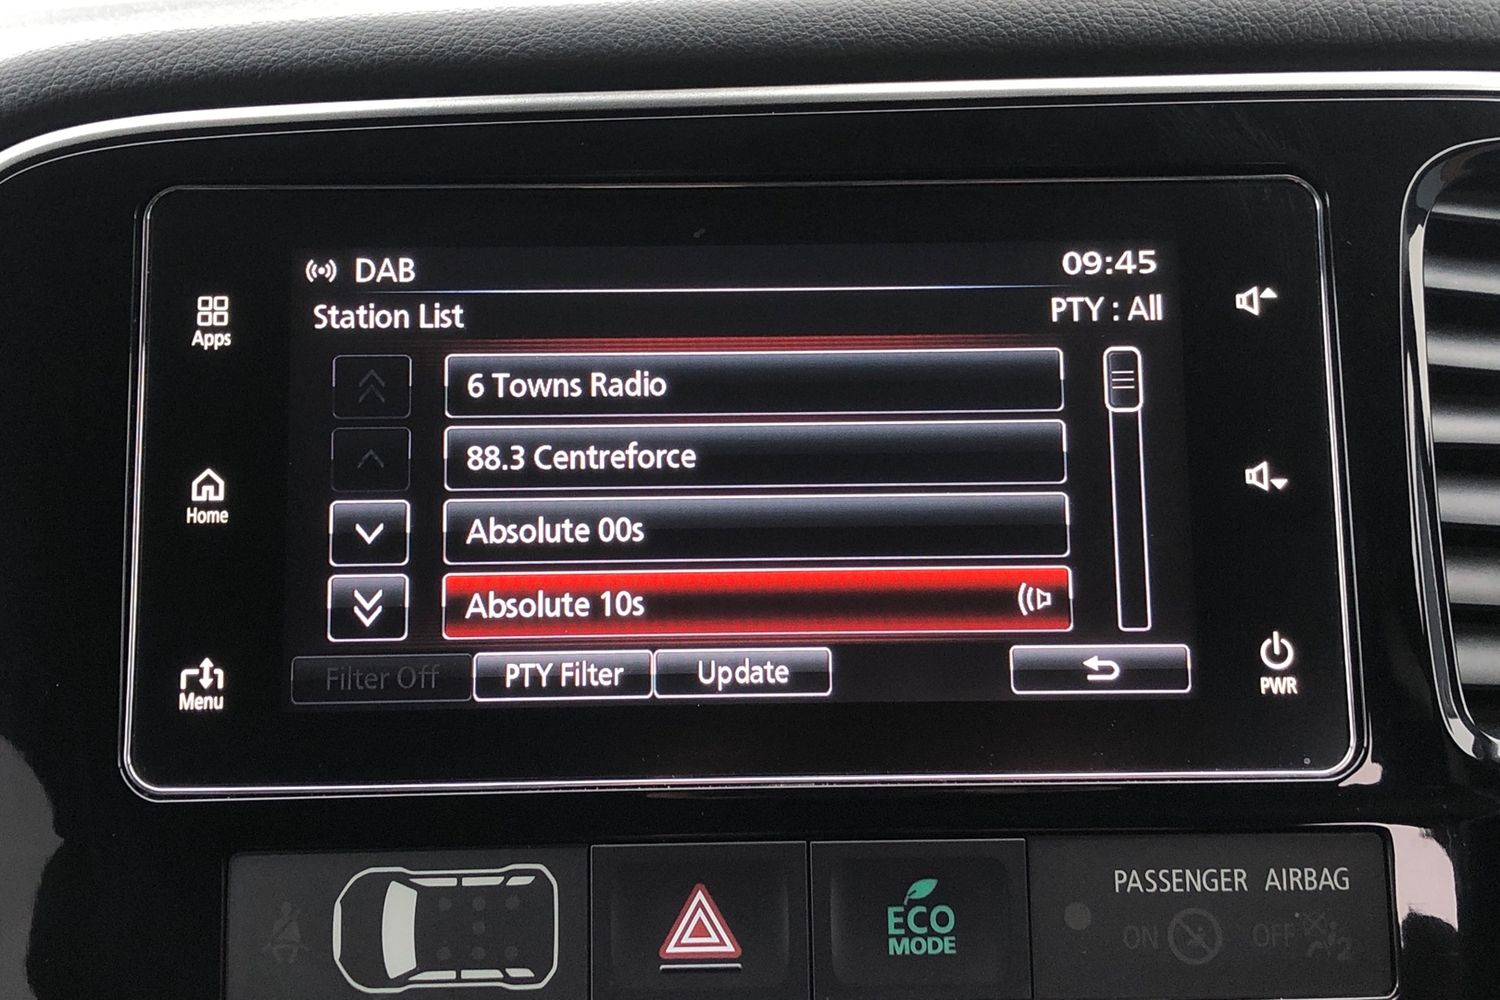 DAB
09:45
Station List
PTY : All
Apps
6 Towns Radio
88.3 Centreforce
Home
Absolute 00s
Absolute 10s
Menu
Filter Off
PTY Filter
Update
PWR
PASSENGER AIRBAG
ECO
MODE
ON
OFF
2